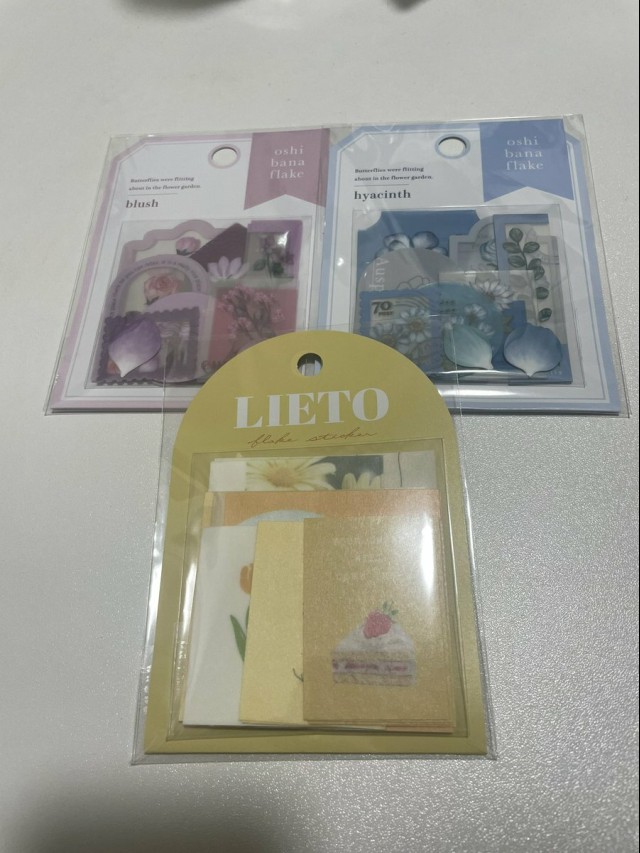 Butterflies were flitting
about in the flower garden.
blush
oshi
bana
flake
Butterflies were flitting
about in the flower garden.
hyacinth
oshi
bana
flake
70
LIETO
flake sticker